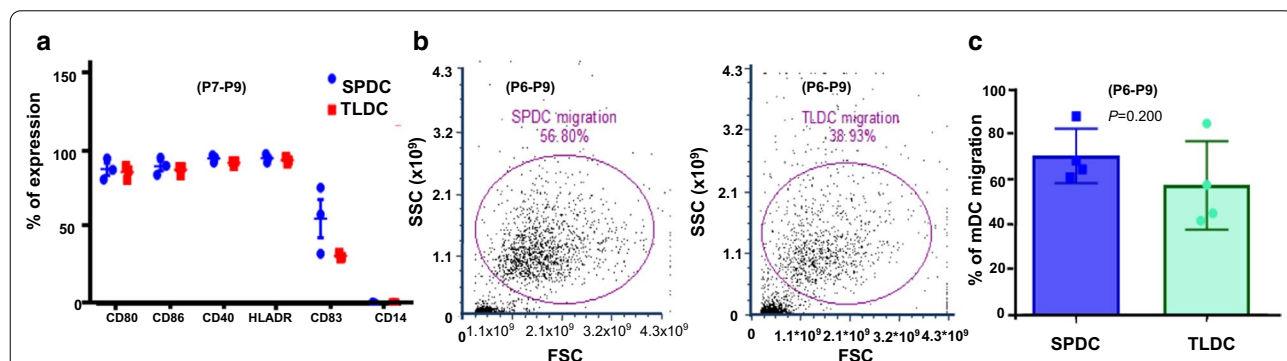 a
150
100
50
0
% of expression
(P7-P9)
SPDC
TLDC
CD80 CD86 CD40 HLADR CD83 CD14
b
(P6-P9)
SPDC migration
56.80%
4.3
3.2
2.1
1.1
0
SSC (x10⁹)
1.1x10⁹ 2.1x10⁹ 3.2x10⁹ 4.3x10⁹
FSC
(P6-P9)
TLDC migration
38.93%
4.3
3.2
2.1
1.1
0
SSC (x10⁹)
0 1.1*10⁹ 2.1*10⁹ 3.2*10⁹ 4.3*10⁹
FSC
c
(P6-P9)
P=0.200
100
80
60
40
20
0
% of mDC migration
SPDC TLDC